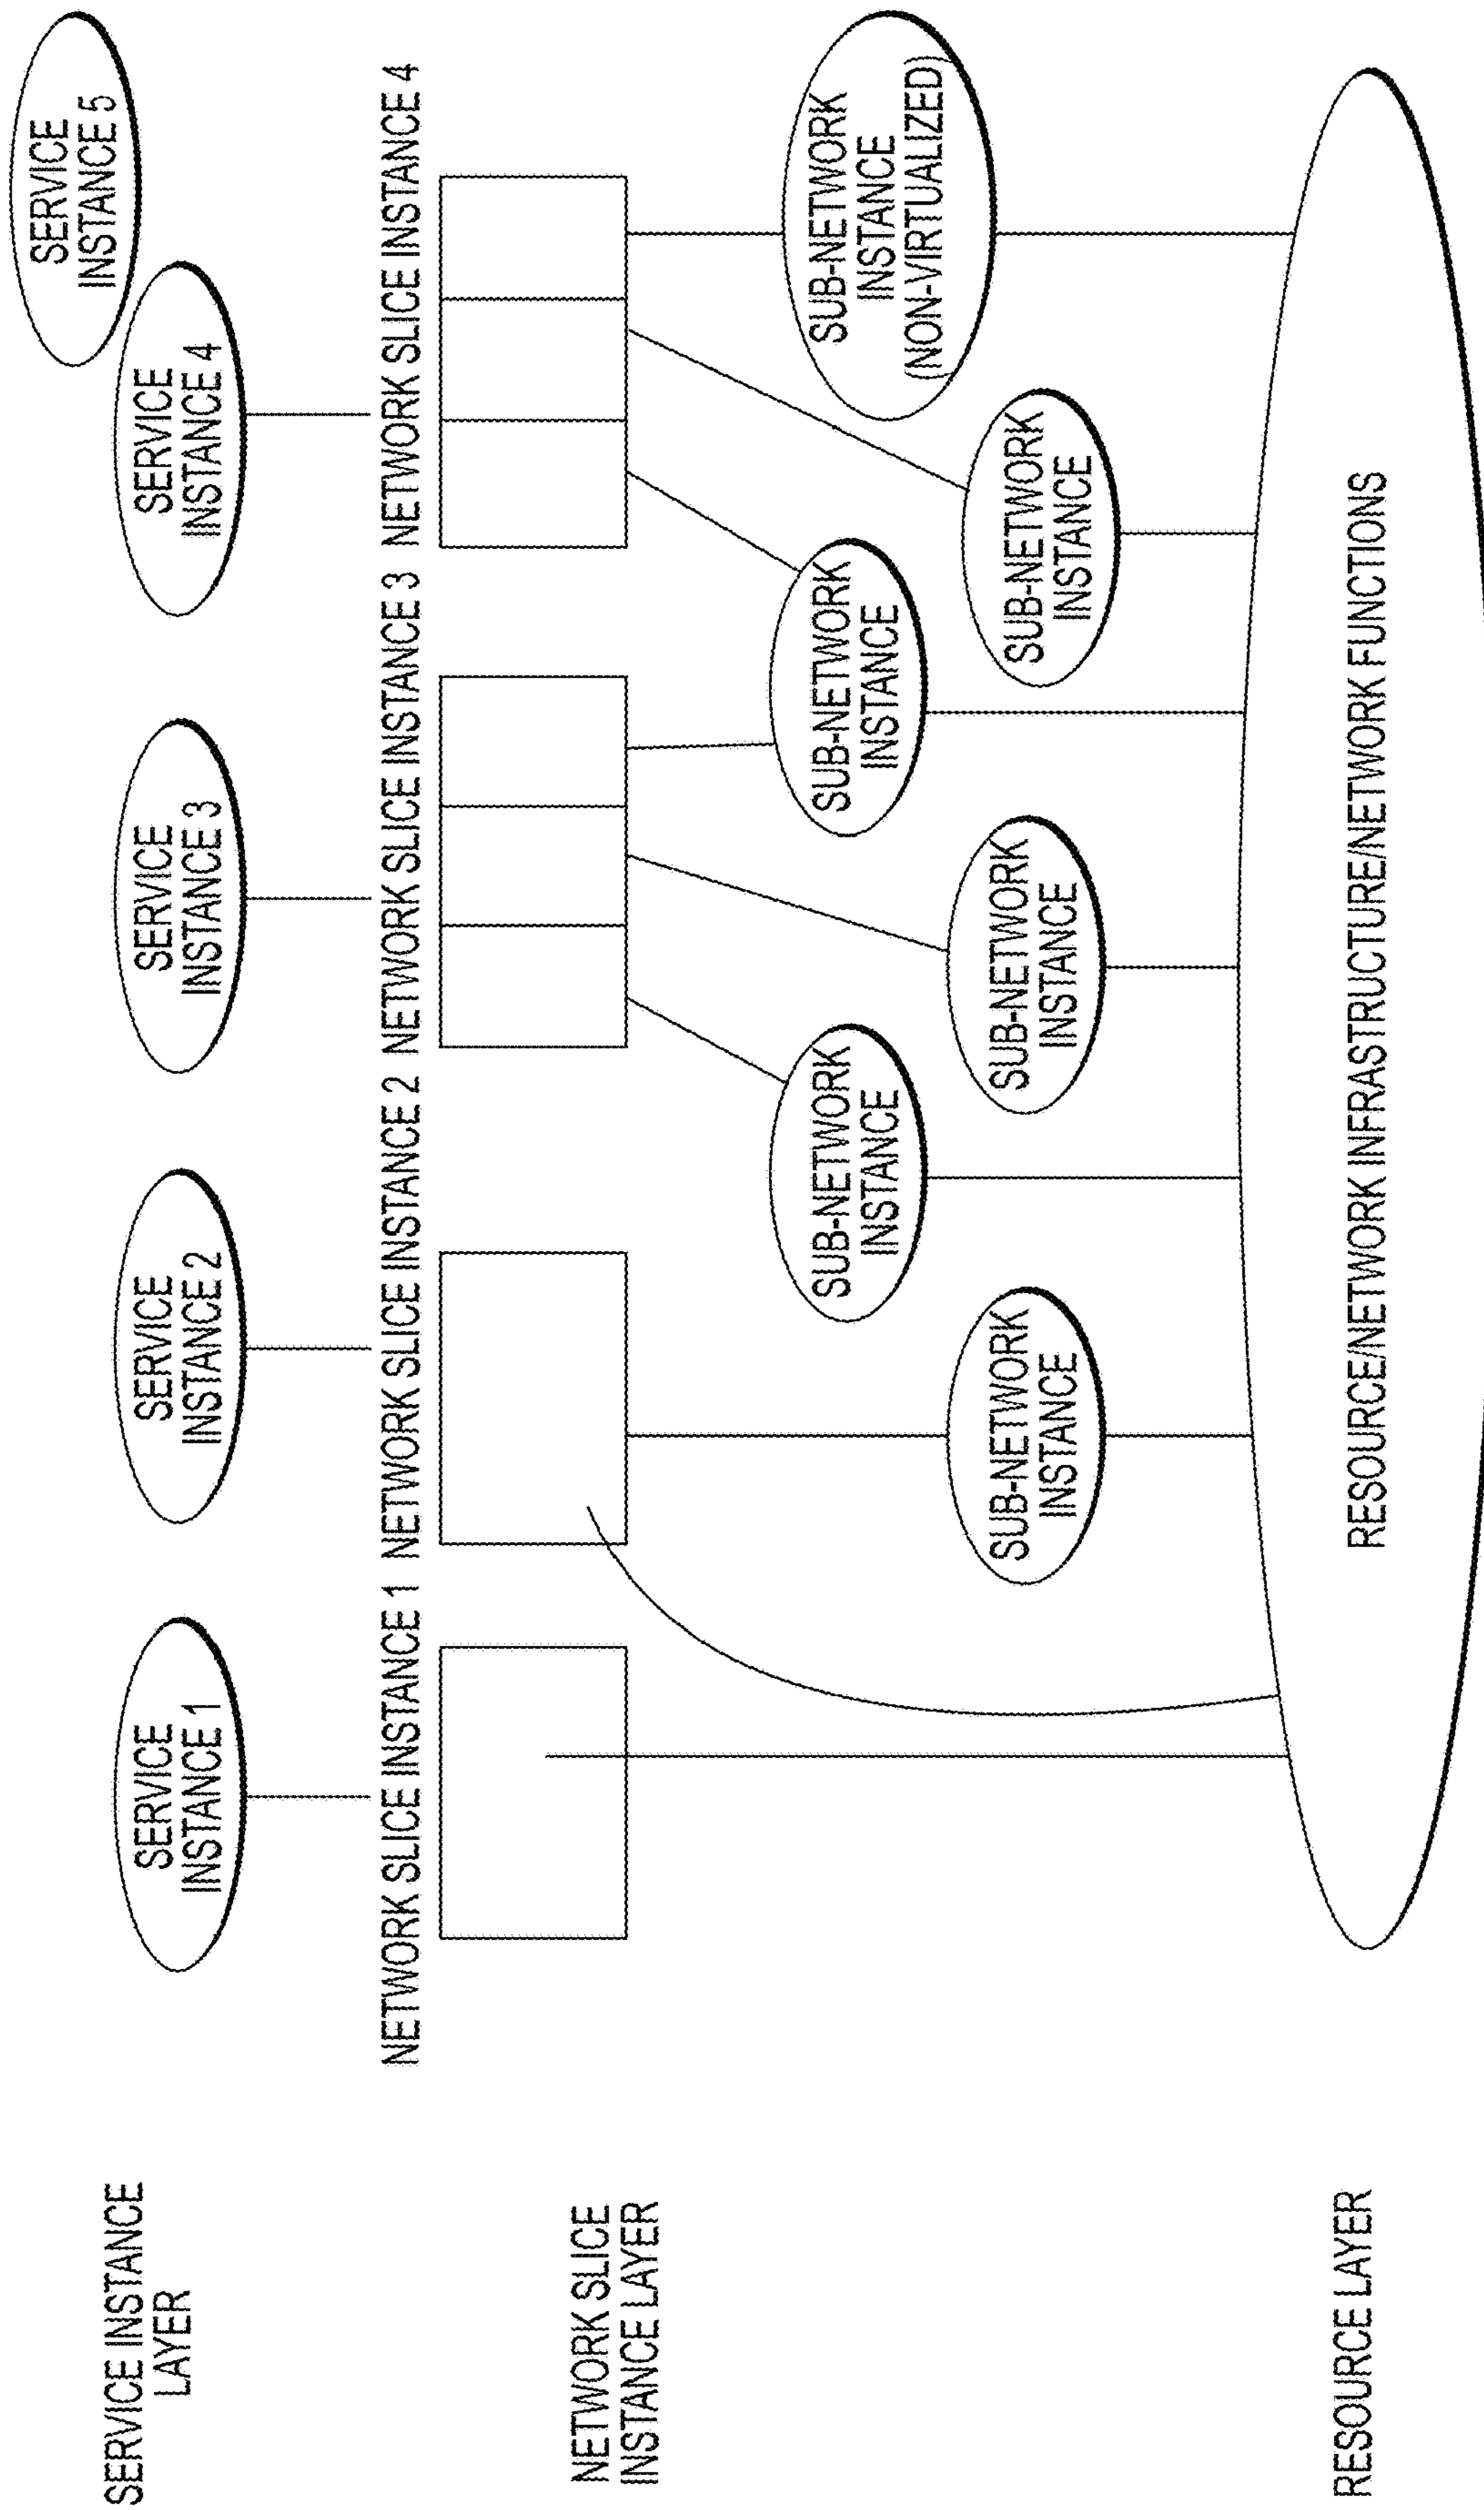 SERVICE INSTANCE
LAYER
SERVICE
INSTANCE 1
SERVICE
INSTANCE 2
SERVICE
INSTANCE 3
SERVICE
INSTANCE 4
SERVICE
INSTANCE 5
NETWORK SLICE INSTANCE 1
NETWORK SLICE INSTANCE 2
NETWORK SLICE INSTANCE 3
NETWORK SLICE INSTANCE 4
NETWORK SLICE
INSTANCE LAYER
SUB-NETWORK
INSTANCE
SUB-NETWORK
INSTANCE
SUB-NETWORK
INSTANCE
SUB-NETWORK
INSTANCE
SUB-NETWORK
INSTANCE
SUB-NETWORK
INSTANCE
(NON-VIRTUALIZED)
RESOURCE LAYER
RESOURCE/NETWORK INFRASTRUCTURE/NETWORK FUNCTIONS